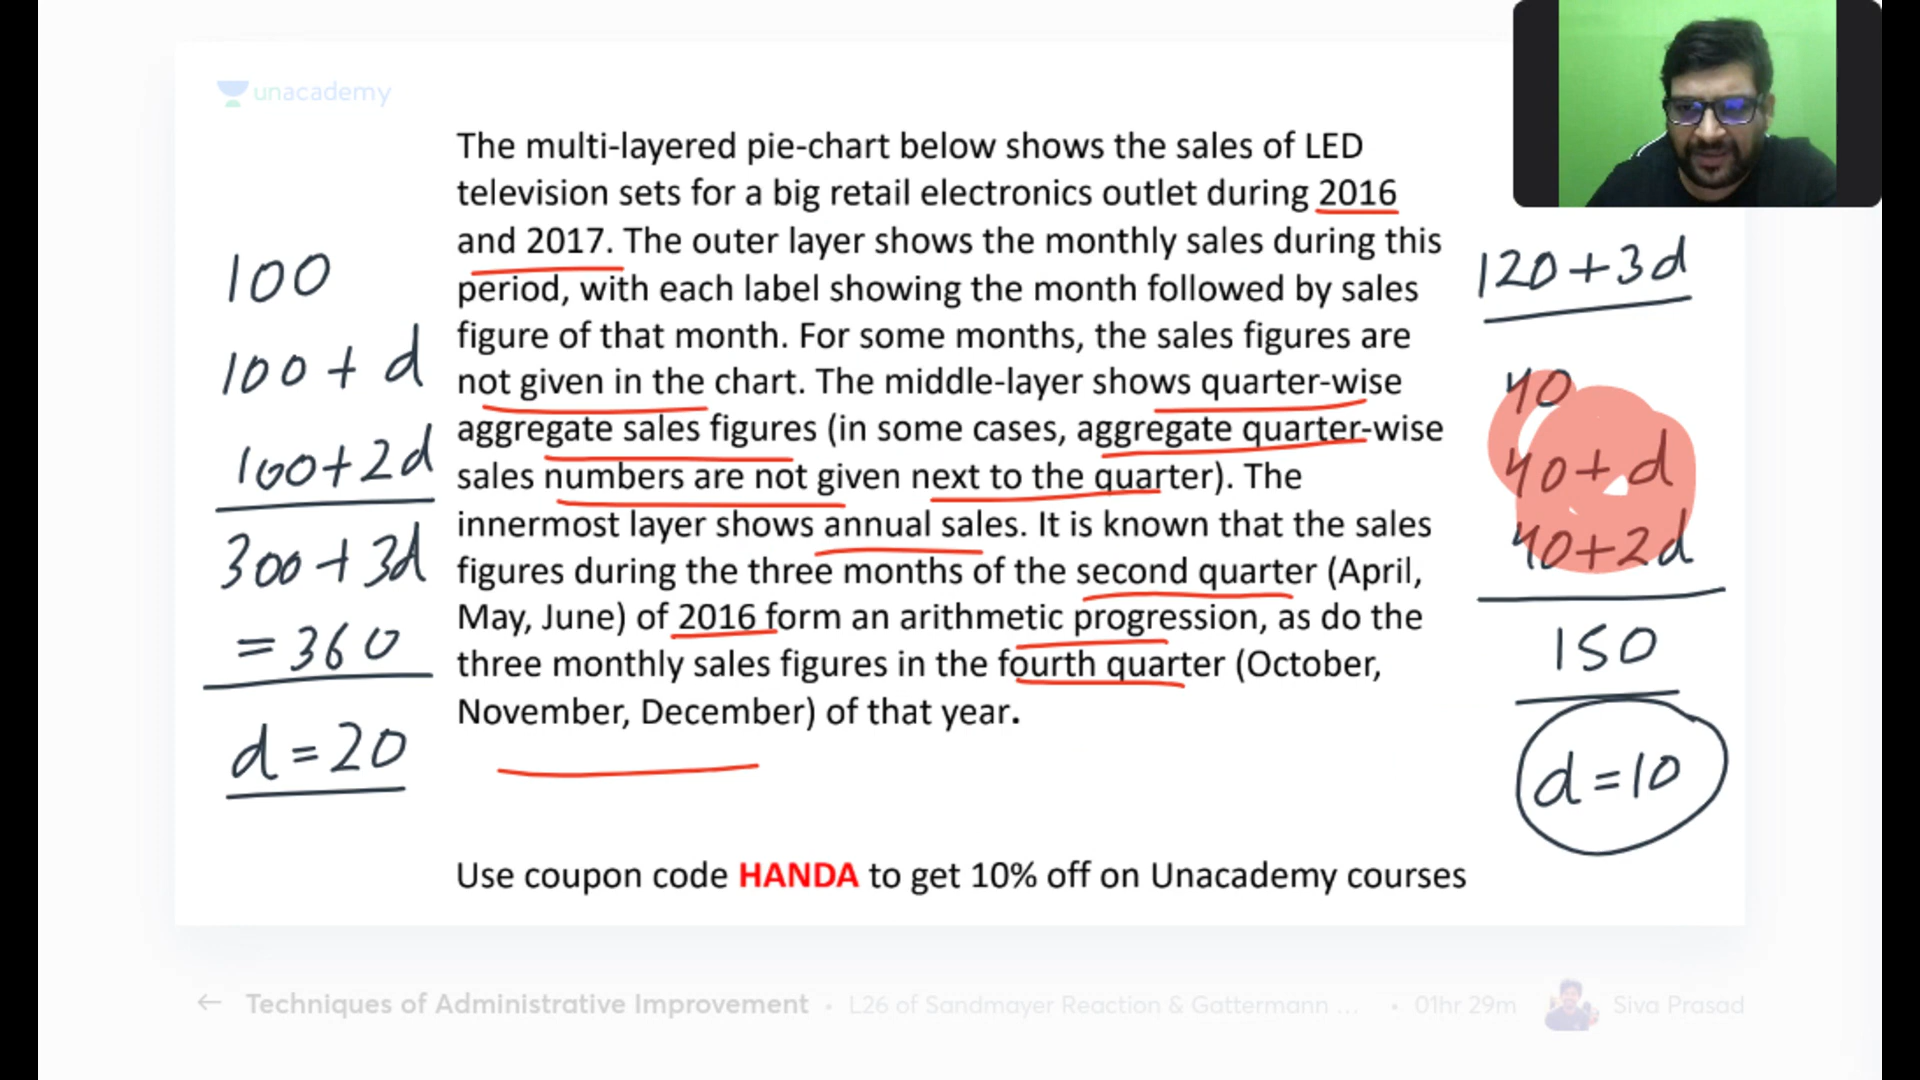 unacademy
The multi-layered pie-chart below shows the sales of LED
television sets for a big retail electronics outlet during 2016
and 2017. The outer layer shows the monthly sales during this
period, with each label showing the month followed by sales
figure of that month. For some months, the sales figures are
not given in the chart. The middle-layer shows quarter-wise
aggregate sales figures (in some cases, aggregate quarter-wise
sales numbers are not given next to the quarter). The
innermost layer shows annual sales. It is known that the sales
figures during the three months of the second quarter (April,
May, June) of 2016 form an arithmetic progression, as do the
three monthly sales figures in the fourth quarter (October,
November, December) of that year.
100
100 + d
100+2d
300+3d
=360
d=20
120+3d
40
40+d
40+2d
150
d=10
Use coupon code HANDA to get 10% off on Unacademy courses
← Techniques of Administrative Improvement • L26 of Sandmayer Reaction & Gattermann ... • 01hr 29m Siva Prasad